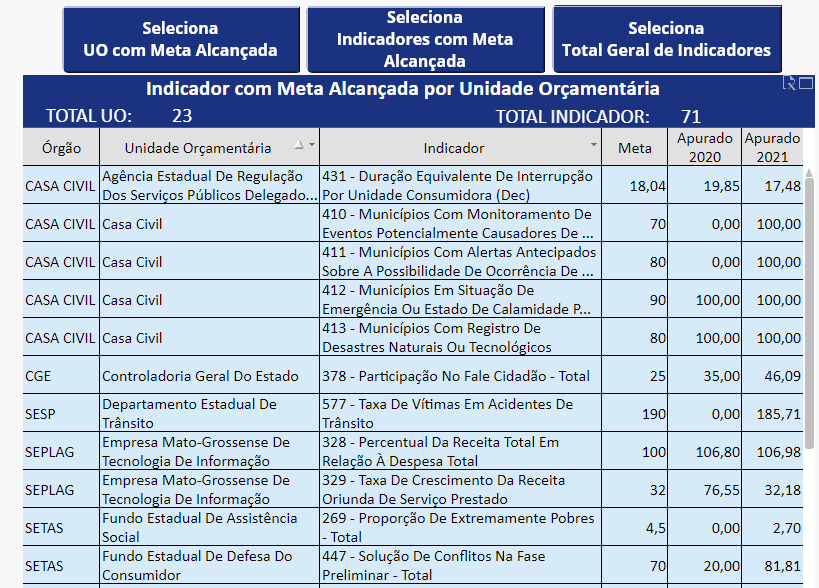 Seleciona
UO com Meta Alcançada
Seleciona
Indicadores com Meta
Alcançada
Seleciona
Total Geral de Indicadores
Indicador com Meta Alcançada por Unidade Orçamentária
TOTAL UO: 23 TOTAL INDICADOR: 71
Órgão Unidade Orçamentária Indicador Meta Apurado 2020 Apurado 2021
CASA CIVIL Agência Estadual De Regulação 431 - Duração Equivalente De Interrupção 18,04 19,85 17,48
Dos Serviços Públicos Delegado... Por Unidade Consumidora (Dec)
CASA CIVIL Casa Civil 410 - Municípios Com Monitoramento De 70 0,00 100,00
Eventos Potencialmente Causadores De ...
CASA CIVIL Casa Civil 411 - Municípios Com Alertas Antecipados 80 0,00 100,00
Sobre A Possibilidade De Ocorrência De ...
CASA CIVIL Casa Civil 412 - Municípios Em Situação De 90 100,00 100,00
Emergência Ou Estado De Calamidade P...
CASA CIVIL Casa Civil 413 - Municípios Com Registro De 80 100,00 100,00
Desastres Naturais Ou Tecnológicos
CGE Controladoria Geral Do Estado 378 - Participação No Fale Cidadão - Total 25 35,00 46,09
SESP Departamento Estadual De 577 - Taxa De Vítimas Em Acidentes De 190 0,00 185,71
Trânsito Trânsito
SEPLAG Empresa Mato-Grossense De 328 - Percentual Da Receita Total Em 100 106,80 106,98
Tecnologia De Informação Relação À Despesa Total
SEPLAG Empresa Mato-Grossense De 329 - Taxa De Crescimento Da Receita 32 76,55 32,18
Tecnologia De Informação Oriunda De Serviço Prestado
SETAS Fundo Estadual De Assistência 269 - Proporção De Extremamente Pobres 4,5 0,00 2,70
Social - Total
SETAS Fundo Estadual De Defesa Do 447 - Solução De Conflitos Na Fase 70 20,00 81,81
Consumidor Preliminar - Total